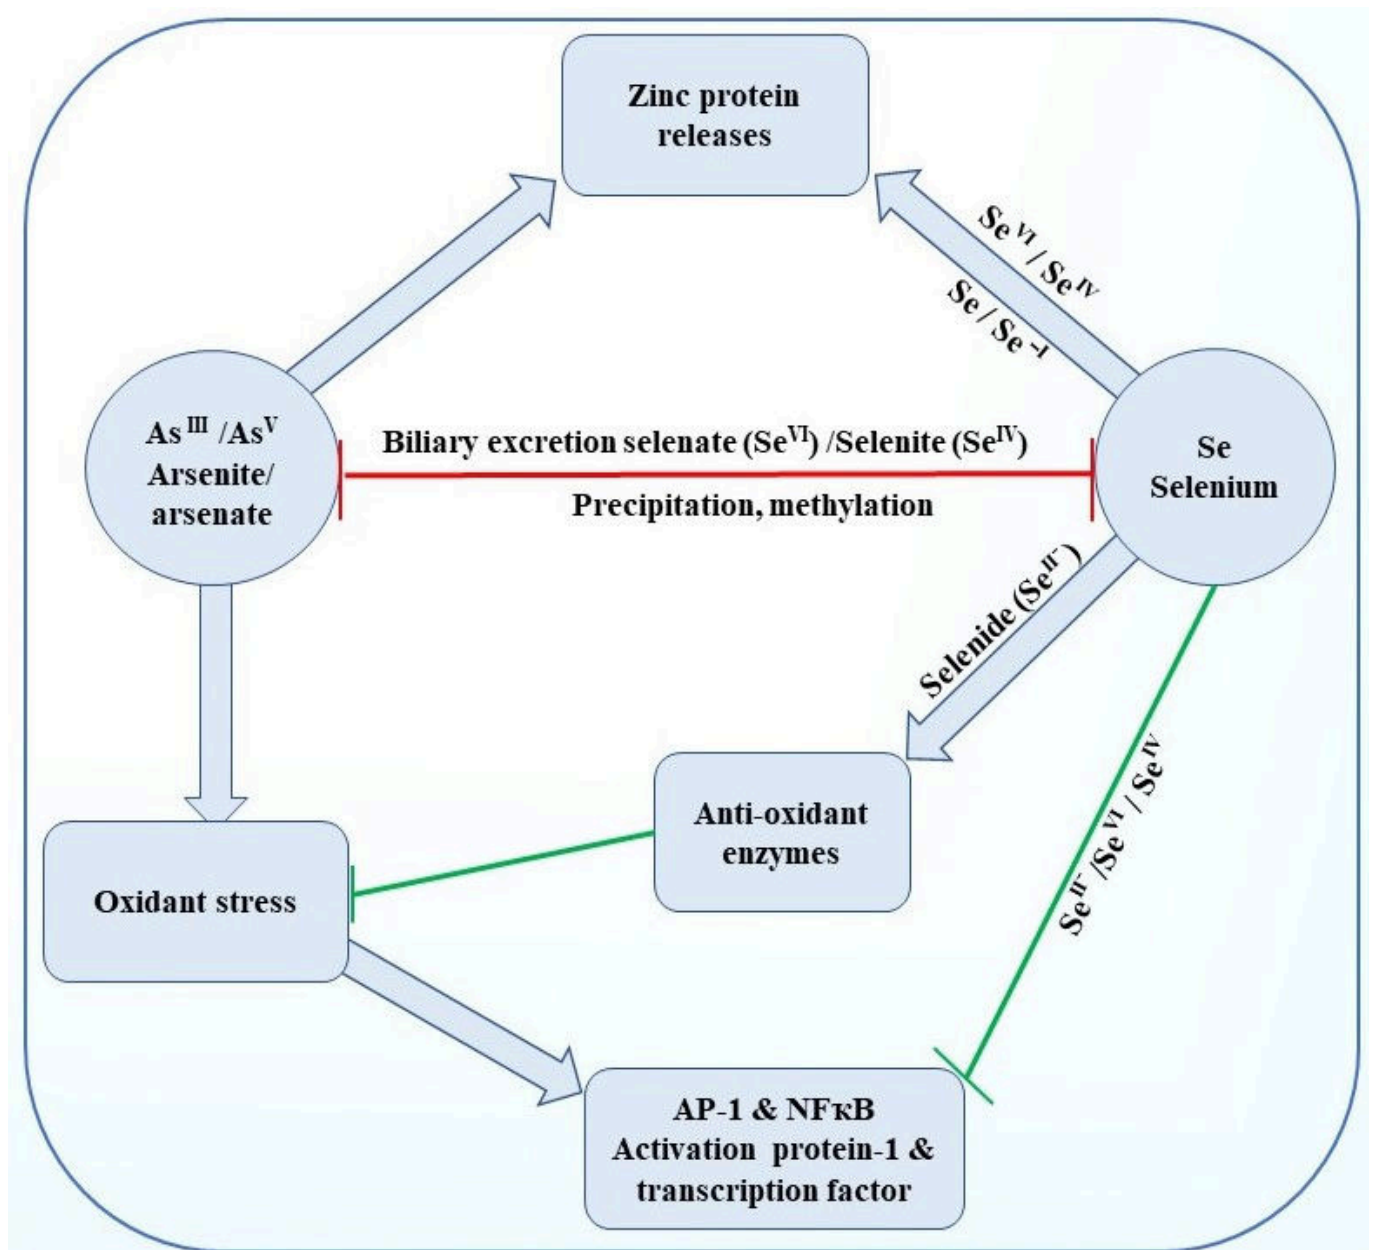 Zinc protein
releases
Se VI / Se IV
Se / Se –I
As III /As V
Arsenite/
arsenate
Biliary excretion selenate (Se VI) /Selenite (Se IV)
Precipitation, methylation
Se
Selenium
Selenide (Se II-)
Anti-oxidant
enzymes
Se II- /Se VI / Se IV
Oxidant stress
AP-1 & NFκB
Activation protein-1 &
transcription factor